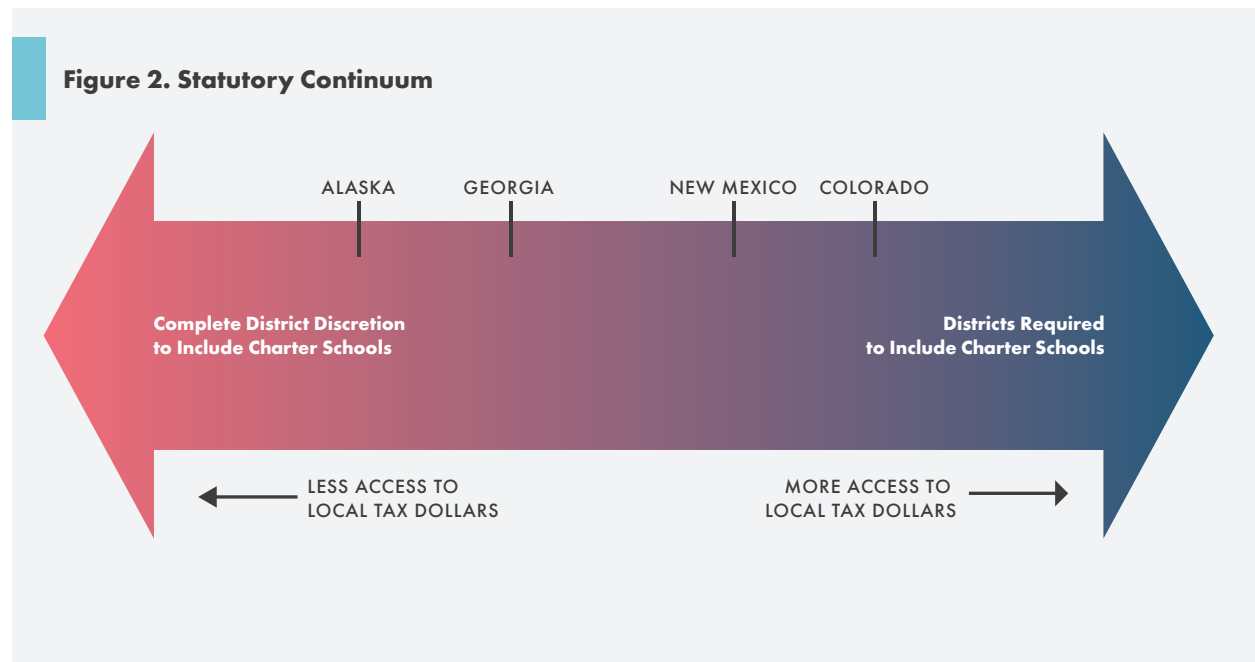 Figure 2. Statutory Continuum
ALASKA
GEORGIA
NEW MEXICO
COLORADO
Complete District Discretion
to Include Charter Schools
Districts Required
to Include Charter Schools
LESS ACCESS TO
LOCAL TAX DOLLARS
MORE ACCESS TO
LOCAL TAX DOLLARS